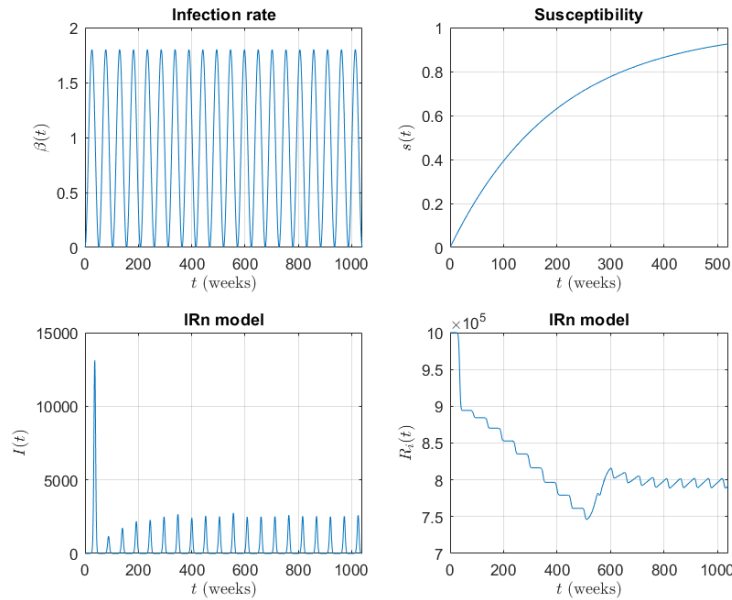 Infection rate
2
1.5
1
0.5
0
β(t)
0 200 400 600 800 1000
t (weeks)
Susceptibility
1
0.8
0.6
0.4
0.2
0
s(t)
0 100 200 300 400 500
t (weeks)
IRn model
15000
10000
5000
0
I(t)
0 200 400 600 800 1000
t (weeks)
IRn model
×10⁵
10
9.5
9
8.5
8
7.5
7
R_i(t)
0 200 400 600 800 1000
t (weeks)